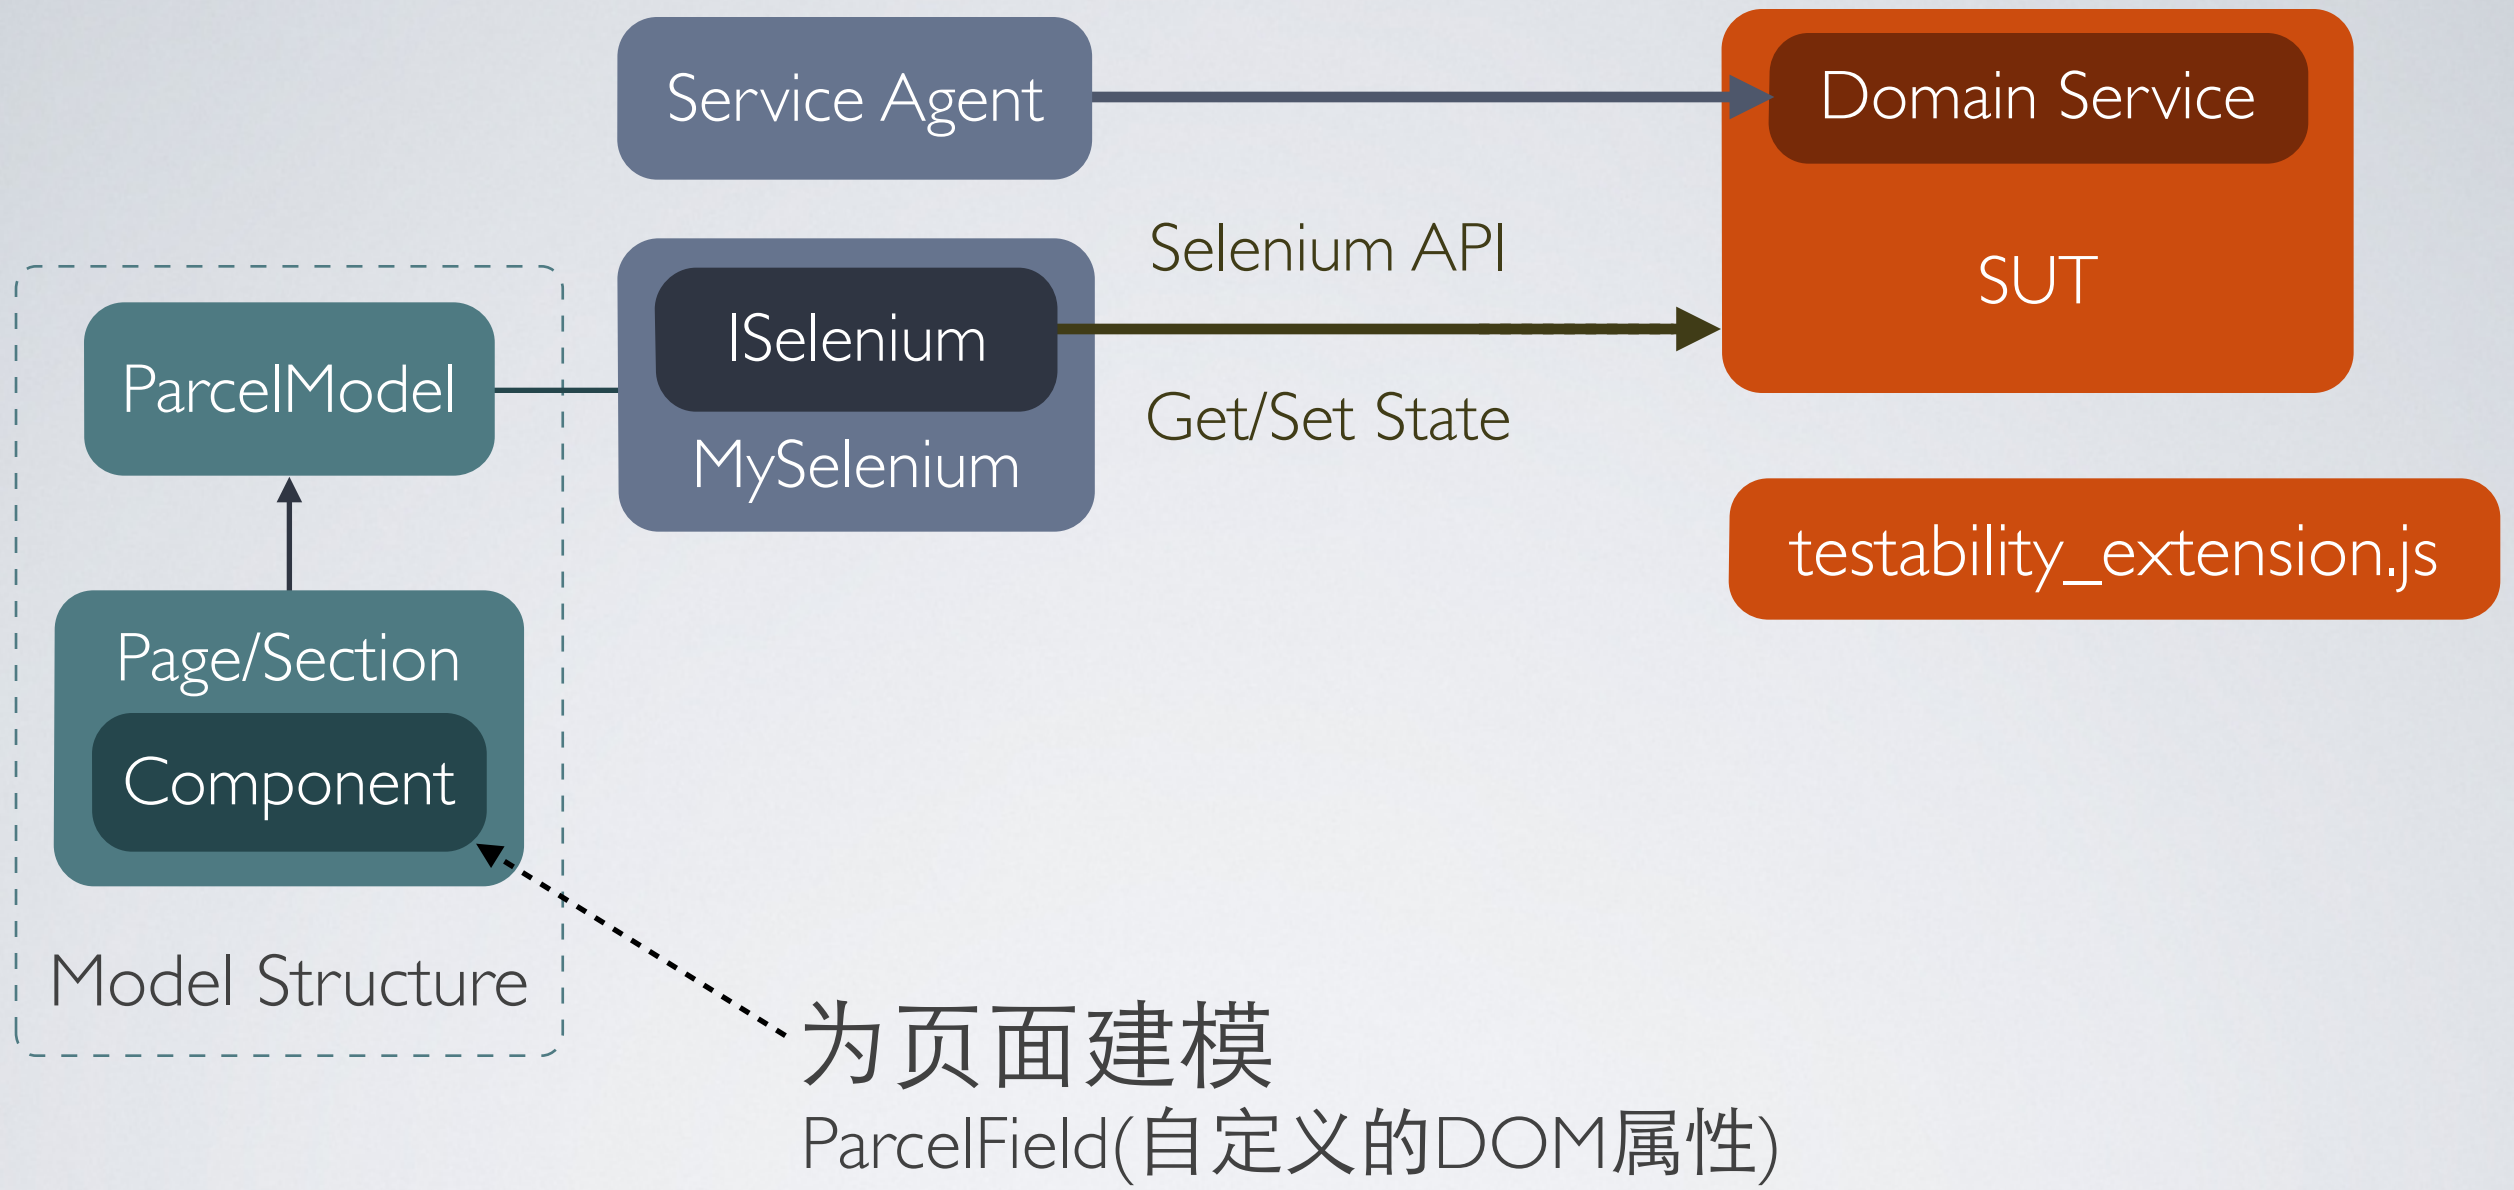 Service Agent
Domain Service
Selenium API
SUT
ISelenium
ParcelModel
Get/Set State
MySelenium
testability_extension.js
Page/Section
Component
Model Structure
为页面建模
ParcelField(自定义的DOM属性)